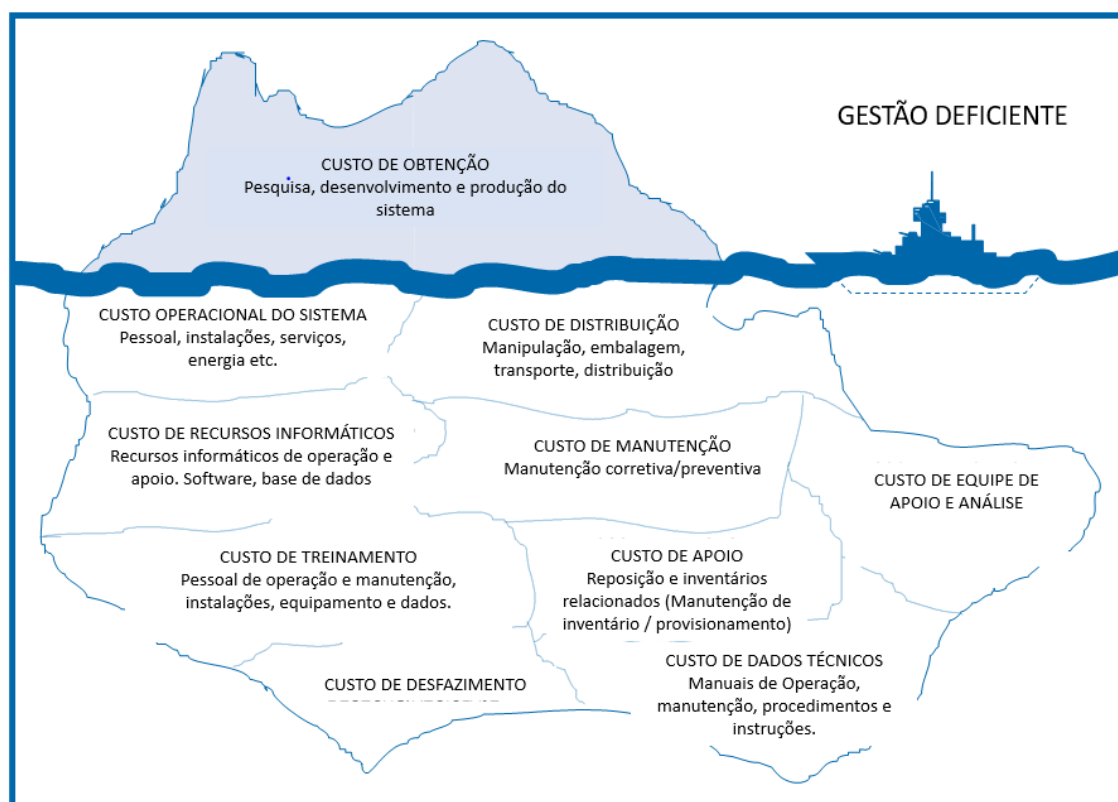 GESTÃO DEFICIENTE
CUSTO DE OBTENÇÃO
Pesquisa, desenvolvimento e produção do
sistema
CUSTO OPERACIONAL DO SISTEMA
Pessoal, instalações, serviços,
energia etc.
CUSTO DE DISTRIBUIÇÃO
Manipulação, embalagem,
transporte, distribuição
CUSTO DE RECURSOS INFORMÁTICOS
Recursos informáticos de operação e
apoio. Software, base de dados
CUSTO DE MANUTENÇÃO
Manutenção corretiva/preventiva
CUSTO DE EQUIPE DE
APOIO E ANÁLISE
CUSTO DE TREINAMENTO
Pessoal de operação e manutenção,
instalações, equipamento e dados.
CUSTO DE APOIO
Reposição e inventários
relacionados (Manutenção de
inventário / provisionamento)
CUSTO DE DESFAZIMENTO
CUSTO DE DADOS TÉCNICOS
Manuais de Operação,
manutenção, procedimentos e
instruções.